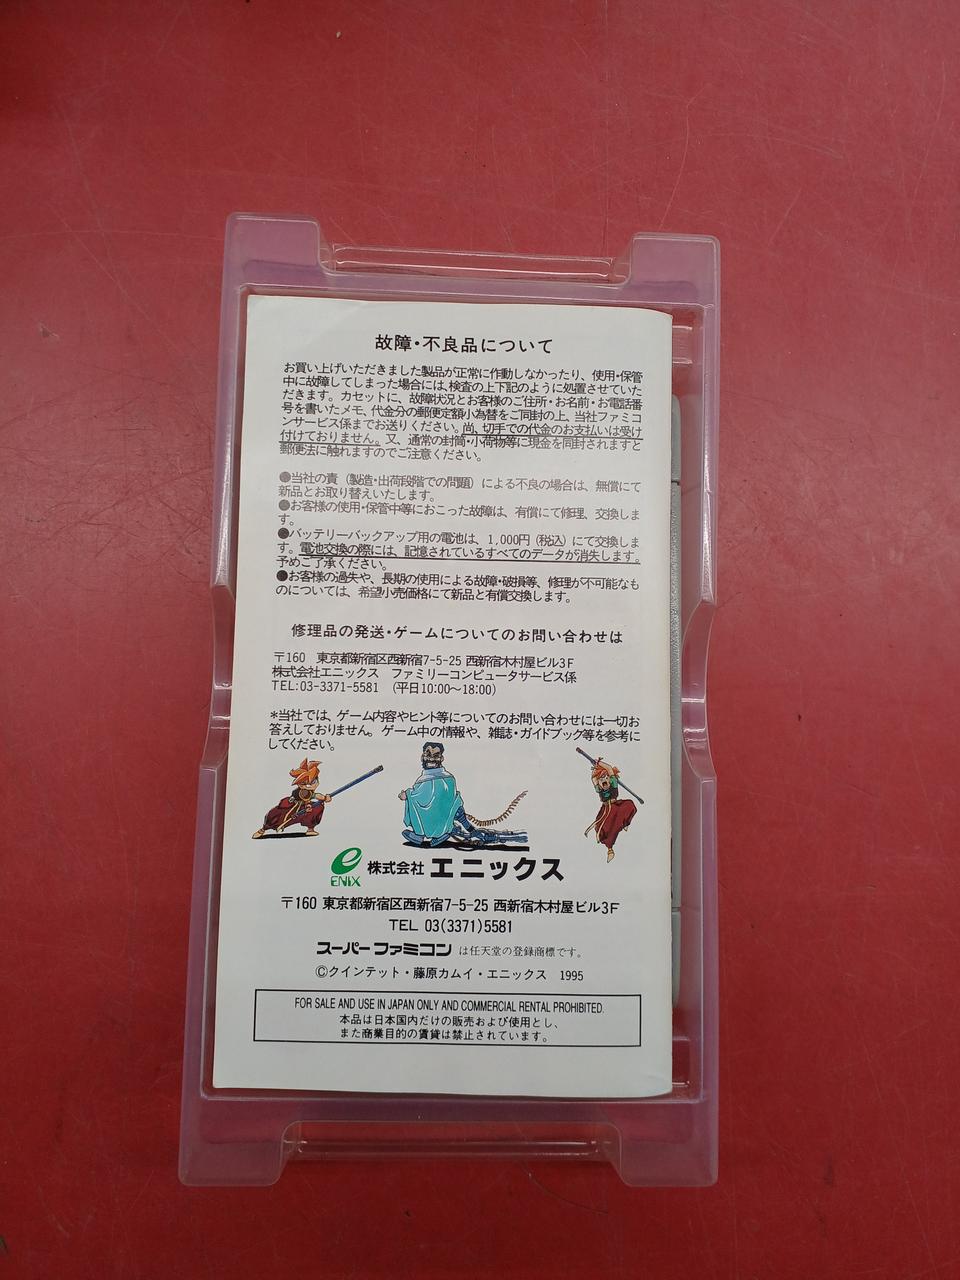 故障・不良品について
お買い上げいただきました製品が正常に作動しなかったり、使用・保管
中に故障してしまった場合には、検査の上下記のように処置させていた
だきます。カセットに、故障状況とお客様のご住所・お名前・お電話番
号を書いたメモ、代金分の郵便定額小為替をご同封の上、当社ファミコ
ンサービス係までお送りください。尚、切手での代金のお支払いは受け
付けておりません。又、通常の封筒・小荷物等に現金を同封されますと
郵便法に触れますのでご注意ください。
●当社の責（製造・出荷段階での問題）による不良の場合は、無償にて
新品とお取り替えいたします。
●お客様の使用・保管中等におこった故障は、有償にて修理、交換しま
す。
●バッテリーバックアップ用の電池は、1,000円（税込）にて交換しま
す。電池交換の際には、記憶されているすべてのデータが消失します。
予めご了承ください。
●お客様の過失や、長期の使用による故障・破損等、修理が不可能なも
のについては、希望小売価格にて新品と有償交換します。
修理品の発送・ゲームについてのお問い合わせは
〒160 東京都新宿区西新宿7-5-25 西新宿木村屋ビル3F
株式会社エニックス ファミリーコンピュータサービス係
TEL:03-3371-5581 （平日10:00～18:00）
*当社では、ゲーム内容やヒント等についてのお問い合わせには一切お
答えしておりません。ゲーム中の情報や、雑誌・ガイドブック等を参考に
してください。
ENIX 株式会社 エニックス
〒160 東京都新宿区西新宿7-5-25 西新宿木村屋ビル3F
TEL 03(3371)5581
スーパーファミコン は任天堂の登録商標です。
©クインテット・藤原カムイ・エニックス 1995
FOR SALE AND USE IN JAPAN ONLY AND COMMERCIAL RENTAL PROHIBITED.
本品は日本国内だけの販売および使用とし、
また商業目的の賃貸は禁止されています。